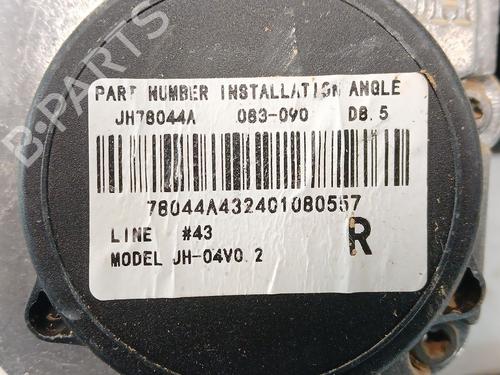 B-PARTS
PART NUMBER INSTALLATION ANGLE
JH78044A 083-090 D8.5
78044A432401080557
LINE #43 R
MODEL JH-04V0.2